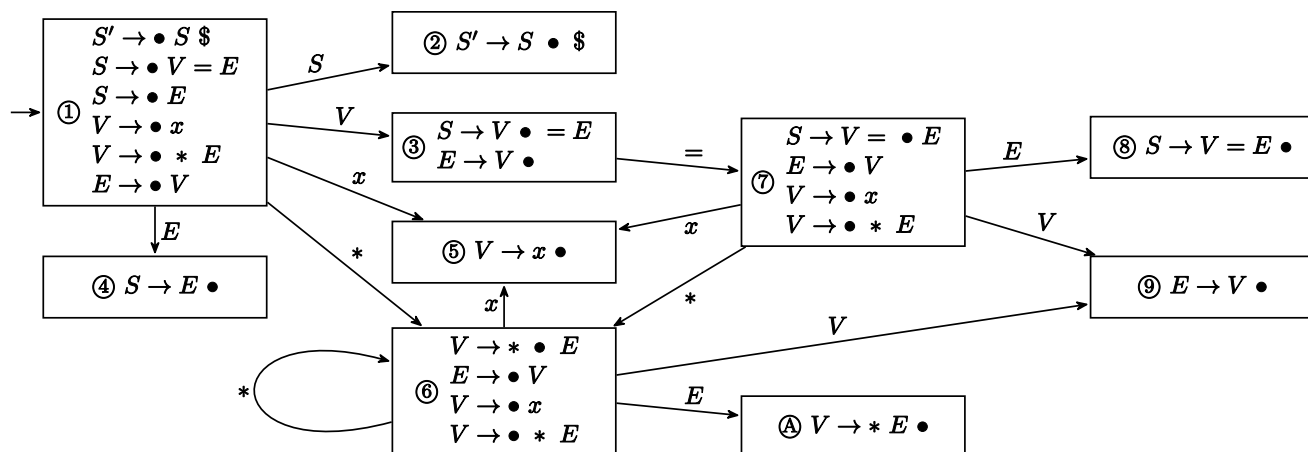 ① S′ → • S $
S → • V = E
S → • E
V → • x
V → • * E
E → • V
S
② S′ → S • $
V
③ S → V • = E
E → V •
x
*
E
④ S → E •
⑤ V → x •
=
⑦ S → V = • E
E → • V
V → • x
V → • * E
x
*
E
⑧ S → V = E •
V
⑨ E → V •
x
*
⑥ V → * • E
E → • V
V → • x
V → • * E
V
E
Ⓐ V → * E •